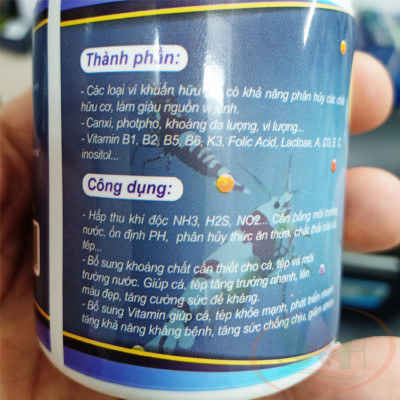 Thành phần:
- Các loại vi khuẩn hữu có khả năng phân hủy các chất
hữu cơ, làm giàu nguồn vi sinh.
- Canxi, photpho, khoáng đa lượng, vi lượng...
- Vitamin B1, B2, B5, B6, K3, Folic Acid, Lactose, A, D3, E, C
inositol...
Công dụng:
- Hấp thu khí độc NH3, H2S, NO2... Cân bằng môi trường
nước, ổn định PH, phân hủy thức ăn thừa, chất thải của cá,
tép...
- Bổ sung khoáng chất cần thiết cho cá, tép và môi
trường nước. Giúp cá, tép tăng trưởng nhanh, lên
màu đẹp, tăng cường sức đề kháng.
- Bổ sung Vitamin giúp cá, tép khỏe mạnh, phát triển nhanh,
tăng khả năng kháng bệnh, tăng sức chống chịu, giảm stress.